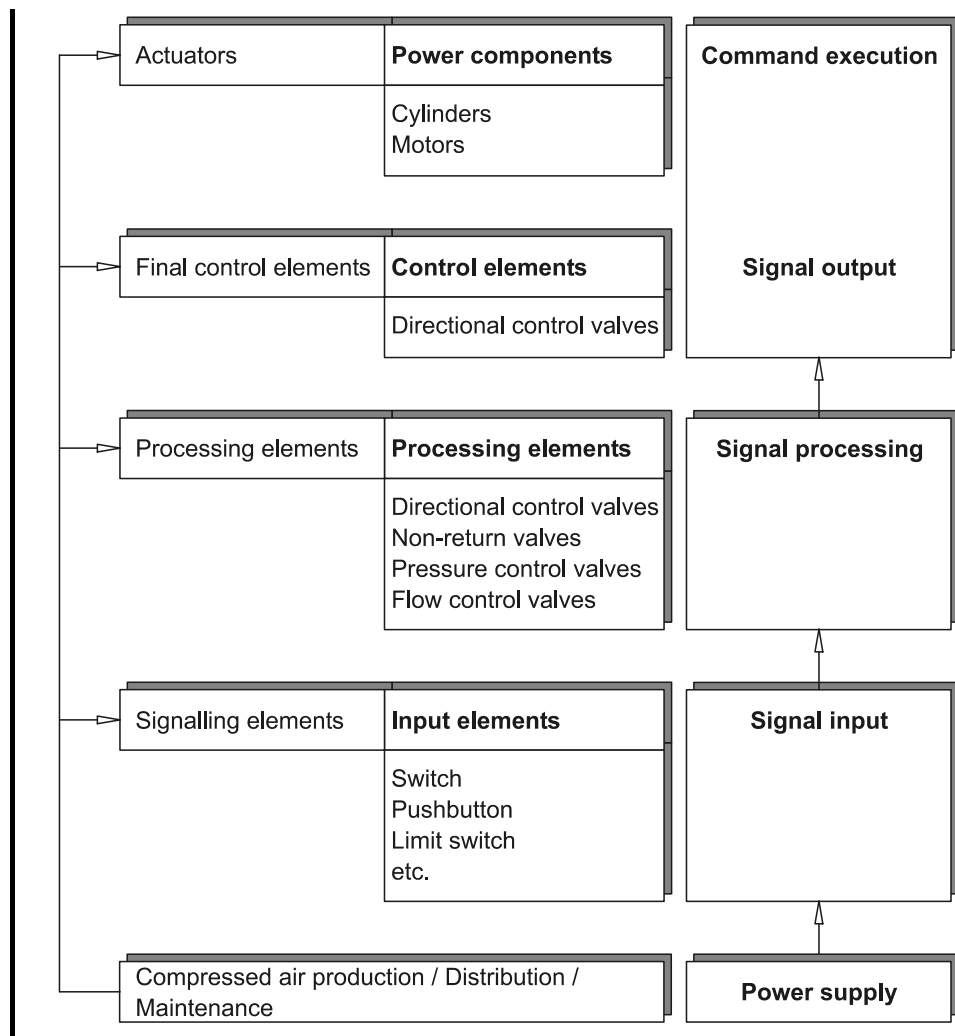 Actuators
Power components
Command execution
Cylinders
Motors
Final control elements
Control elements
Signal output
Directional control valves
Processing elements
Processing elements
Signal processing
Directional control valves
Non-return valves
Pressure control valves
Flow control valves
Signalling elements
Input elements
Signal input
Switch
Pushbutton
Limit switch
etc.
Compressed air production / Distribution /
Maintenance
Power supply